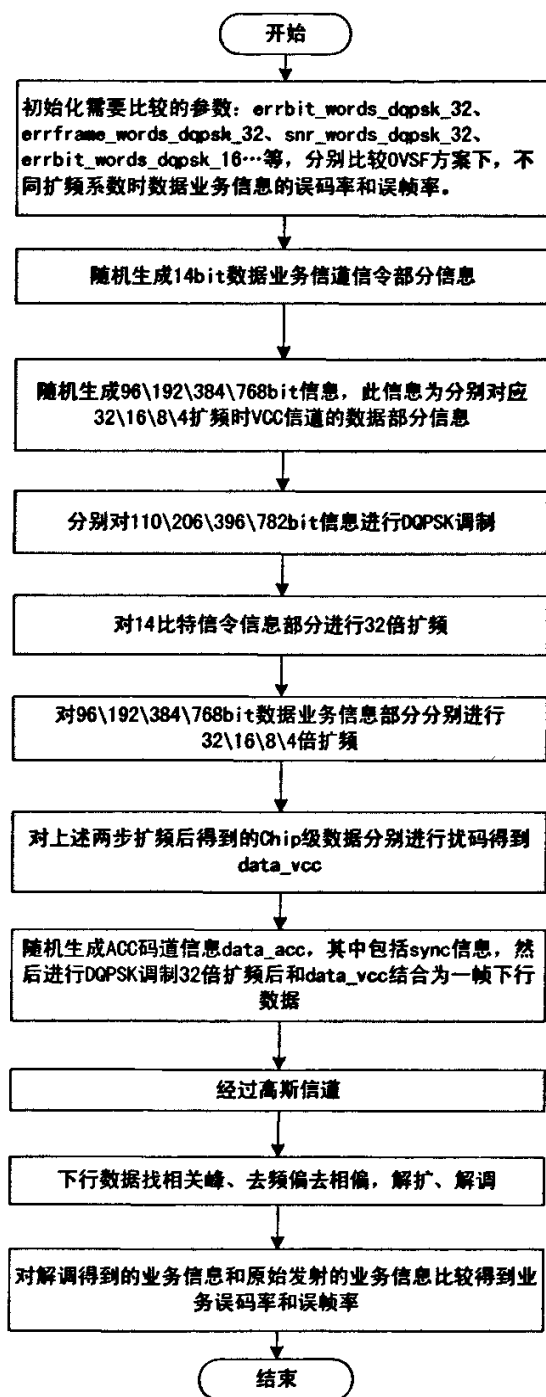 开始
初始化需要比较的参数：errbit_words_dqpsk_32、
errframe_words_dqpsk_32、snr_words_dqpsk_32、
errbit_words_dqpsk_16…等，分别比较OVSF方案下，不
同扩频系数时数据业务信息的误码率和误帧率。
随机生成14bit数据业务信道信令部分信息
随机生成96\192\384\768bit信息，此信息为分别对应
32\16\8\4扩频时VCC信道的数据部分信息
分别对110\206\396\782bit信息进行DQPSK调制
对14比特信令信息部分进行32倍扩频
对96\192\384\768bit数据业务信息部分分别进行
32\16\8\4倍扩频
对上述两步扩频后得到的Chip级数据分别进行扰码得到
data_vcc
随机生成ACC码道信息data_acc，其中包括sync信息，然
后进行DQPSK调制32倍扩频后和data_vcc结合为一帧下行
数据
经过高斯信道
下行数据找相关峰、去频偏去相偏，解扩、解调
对解调得到的业务信息和原始发射的业务信息比较得到业
务误码率和误帧率
结束